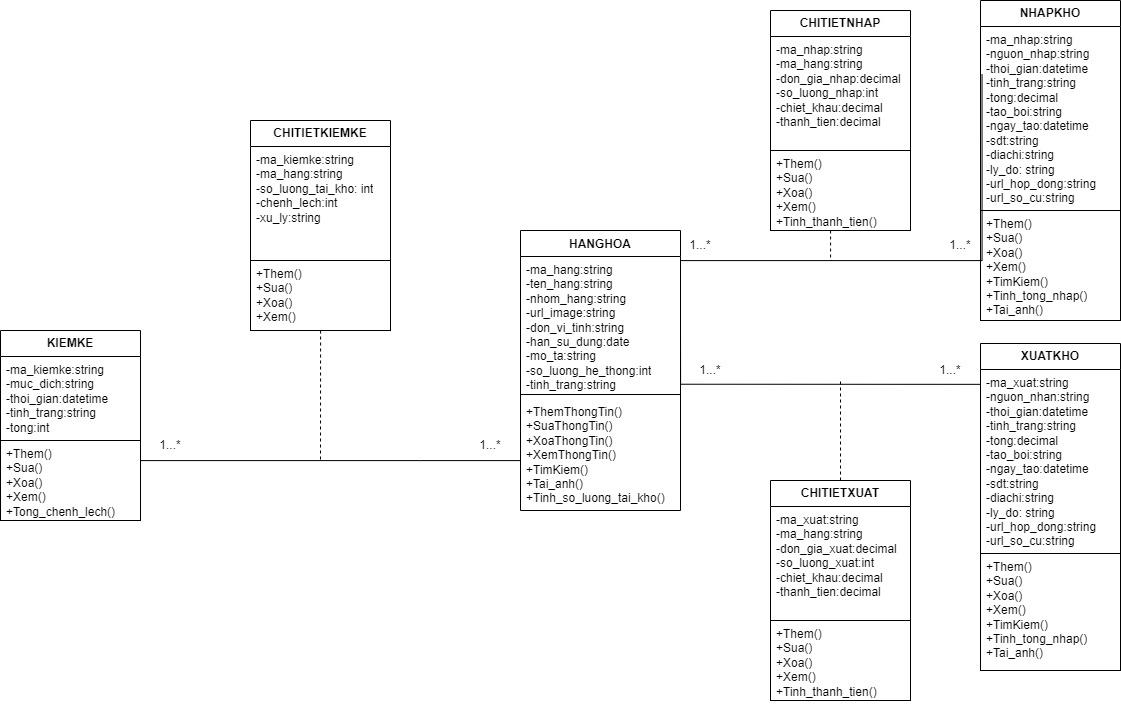 CHITIETNHAP
-ma_nhap:string
-ma_hang:string
-don_gia_nhap:decimal
-so_luong_nhap:int
-chiet_khau:decimal
-thanh_tien:decimal
+Them()
+Sua()
+Xoa()
+Xem()
+Tinh_thanh_tien()
NHAPKHO
-ma_nhap:string
-nguon_nhap:string
-thoi_gian:datetime
-tinh_trang:string
-tong:decimal
-tao_boi:string
-ngay_tao:datetime
-sdt:string
-diachi:string
-ly_do: string
-url_hop_dong:string
-url_so_cu:string
+Them()
+Sua()
+Xoa()
+Xem()
+TimKiem()
+Tinh_tong_nhap()
+Tai_anh()
CHITIETKIEMKE
-ma_kiemke:string
-ma_hang:string
-so_luong_tai_kho: int
-chenh_lech:int
-xu_ly:string
+Them()
+Sua()
+Xoa()
+Xem()
HANGHOA
-ma_hang:string
-ten_hang:string
-nhom_hang:string
-url_image:string
-don_vi_tinh:string
-han_su_dung:date
-mo_ta:string
-so_luong_he_thong:int
-tinh_trang:string
+ThemThongTin()
+SuaThongTin()
+XoaThongTin()
+XemThongTin()
+TimKiem()
+Tai_anh()
+Tinh_so_luong_tai_kho()
1...*
1...*
KIEMKE
-ma_kiemke:string
-muc_dich:string
-thoi_gian:datetime
-tinh_trang:string
-tong:int
+Them()
+Sua()
+Xoa()
+Xem()
+Tong_chenh_lech()
1...*
1...*
1...*
1...*
XUATKHO
-ma_xuat:string
-nguon_nhan:string
-thoi_gian:datetime
-tinh_trang:string
-tong:decimal
-tao_boi:string
-ngay_tao:datetime
-sdt:string
-diachi:string
-ly_do: string
-url_hop_dong:string
-url_so_cu:string
+Them()
+Sua()
+Xoa()
+Xem()
+TimKiem()
+Tinh_tong_nhap()
+Tai_anh()
CHITIETXUAT
-ma_xuat:string
-ma_hang:string
-don_gia_xuat:decimal
-so_luong_xuat:int
-chiet_khau:decimal
-thanh_tien:decimal
+Them()
+Sua()
+Xoa()
+Xem()
+Tinh_thanh_tien()